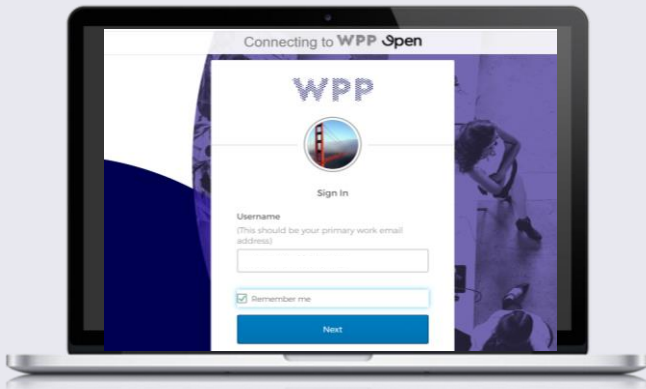 Connecting to WPP Open
WPP
Sign In
Username
(This should be your primary work email
address)
Remember me
Next